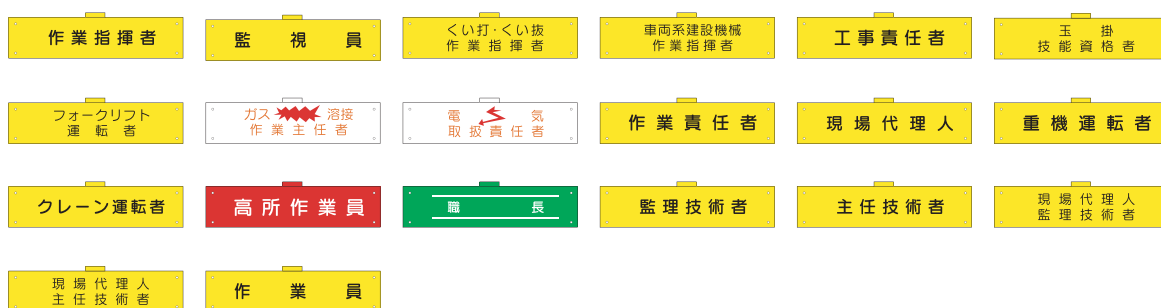 作業指揮者
監視員
くい打・くい抜
作業指揮者
車両系建設機械
作業指揮者
工事責任者
玉掛
技能資格者
フォークリフト
運転者
ガス溶接
作業主任者
電気
取扱責任者
作業責任者
現場代理人
重機運転者
クレーン運転者
高所作業員
職長
監理技術者
主任技術者
現場代理人
監理技術者
現場代理人
主任技術者
作業員